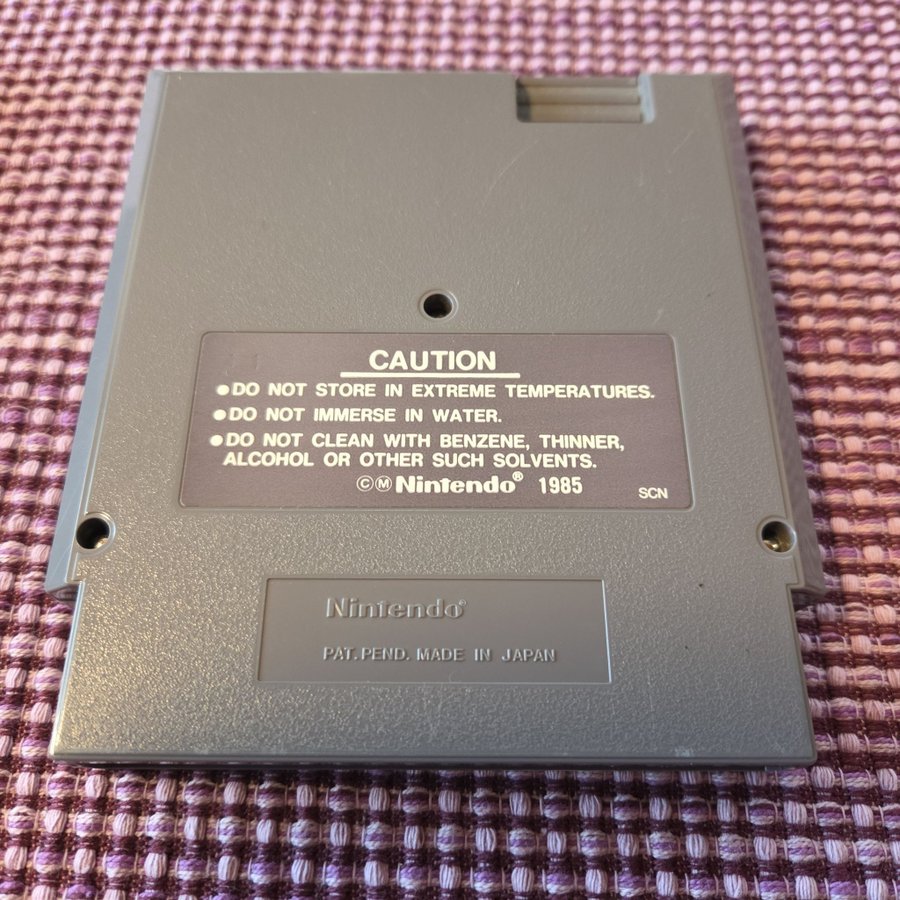 CAUTION
●DO NOT STORE IN EXTREME TEMPERATURES.
●DO NOT IMMERSE IN WATER.
●DO NOT CLEAN WITH BENZENE, THINNER,
ALCOHOL OR OTHER SUCH SOLVENTS.
ⒸⓂNintendo® 1985 SCN
Nintendo®
PAT. PEND. MADE IN JAPAN